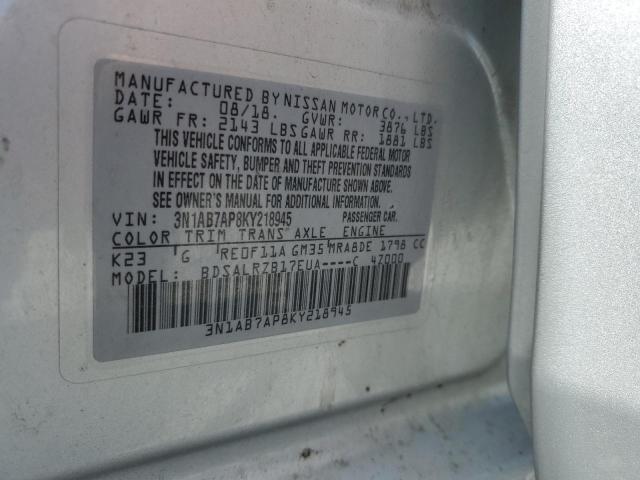 MANUFACTURED BY NISSAN MOTOR CO., LTD.
DATE: 08/18. GVWR: 3876 LBS
GAWR FR: 2143 LBS GAWR RR: 1881 LBS
THIS VEHICLE CONFORMS TO ALL APPLICABLE FEDERAL MOTOR
VEHICLE SAFETY, BUMPER AND THEFT PREVENTION STANDARDS
IN EFFECT ON THE DATE OF MANUFACTURE SHOWN ABOVE.
SEE OWNER'S MANUAL FOR ADDITIONAL INFORMATION.
VIN: 3N1AB7AP8KY218945 PASSENGER CAR.
COLOR TRIM TRANS AXLE ENGINE
K23 G RE0F11A GM35 MRA8DE 1798 CC
MODEL: BDSALRZB17EUA----C 47000
3N1AB7AP8KY218945